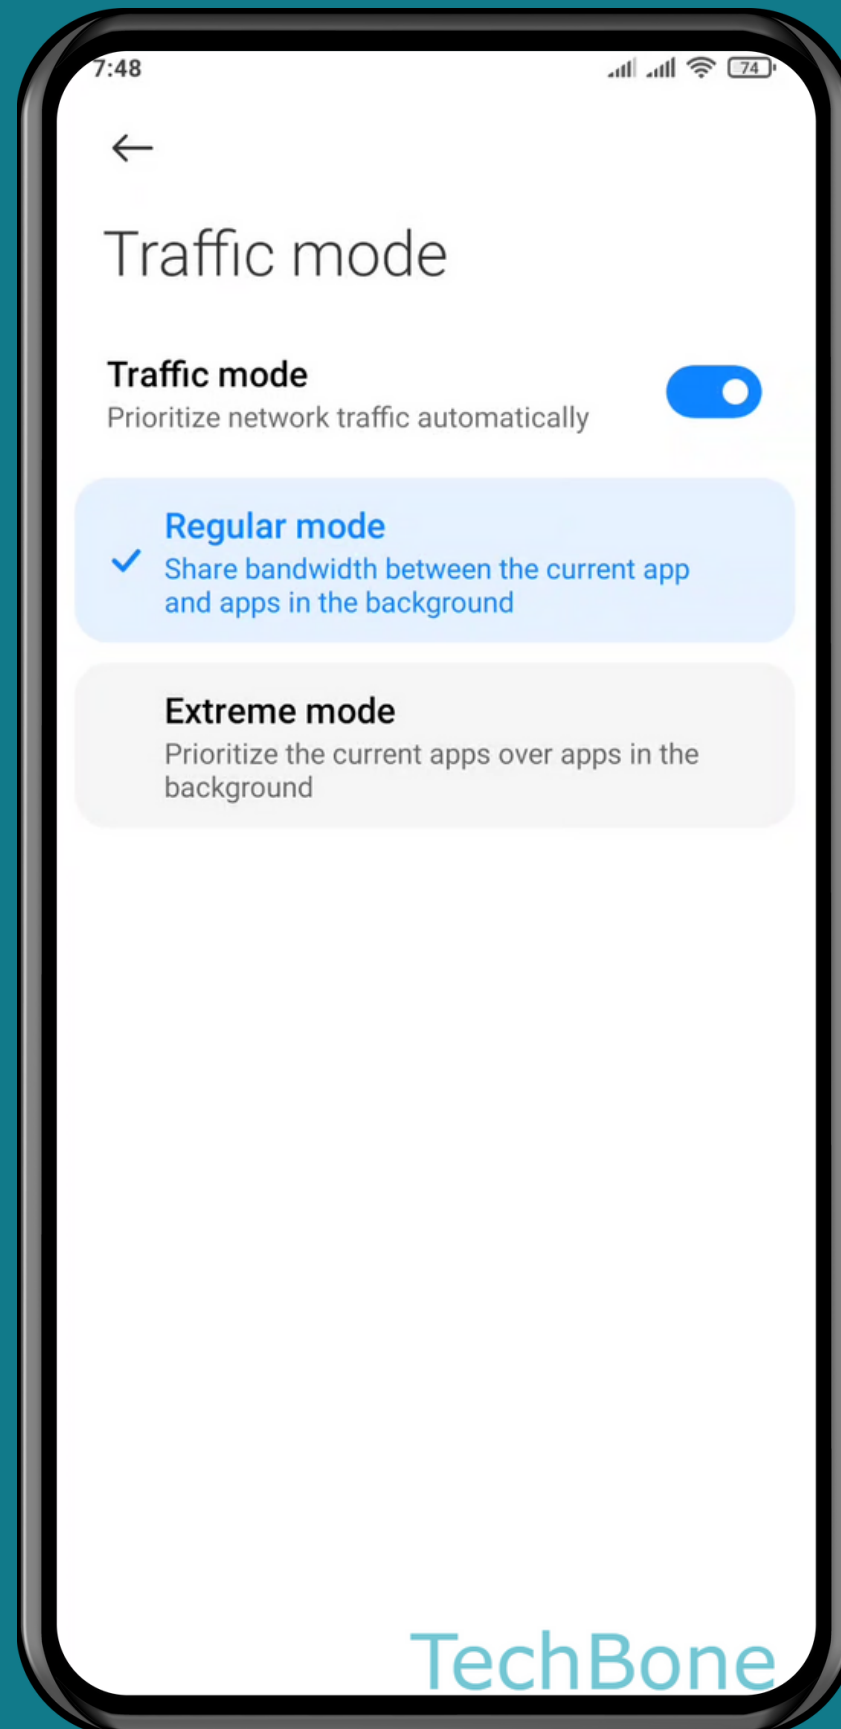 7:48
74
Traffic mode
Traffic mode
Prioritize network traffic automatically
Regular mode
Share bandwidth between the current app
and apps in the background
Extreme mode
Prioritize the current apps over apps in the
background
TechBone